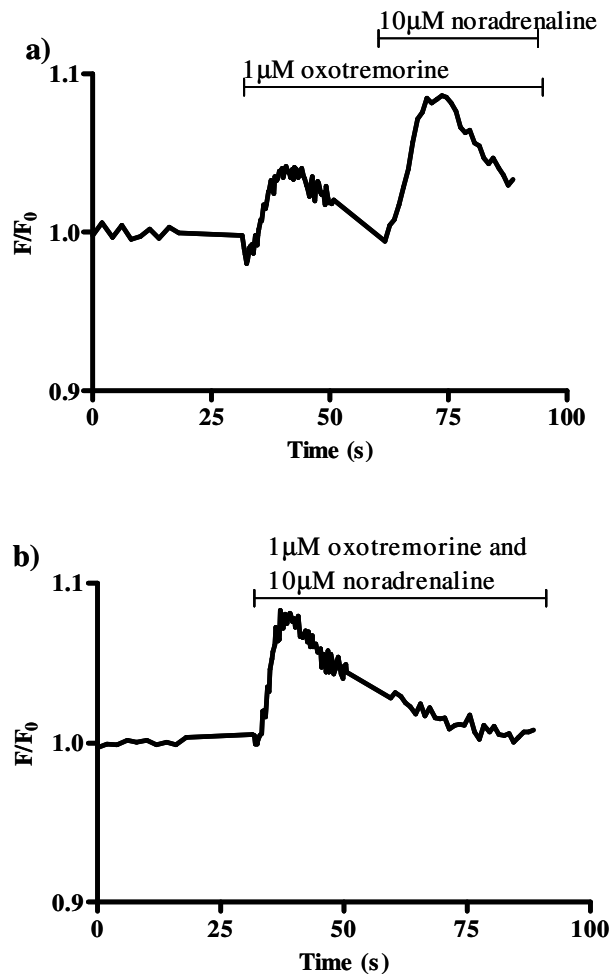 a)
10μM noradrenaline
1μM oxotremorine
1.1
1.0
0.9
F/F0
0 25 50 75 100
Time (s)
b)
1μM oxotremorine and
10μM noradrenaline
1.1
1.0
0.9
F/F0
0 25 50 75 100
Time (s)